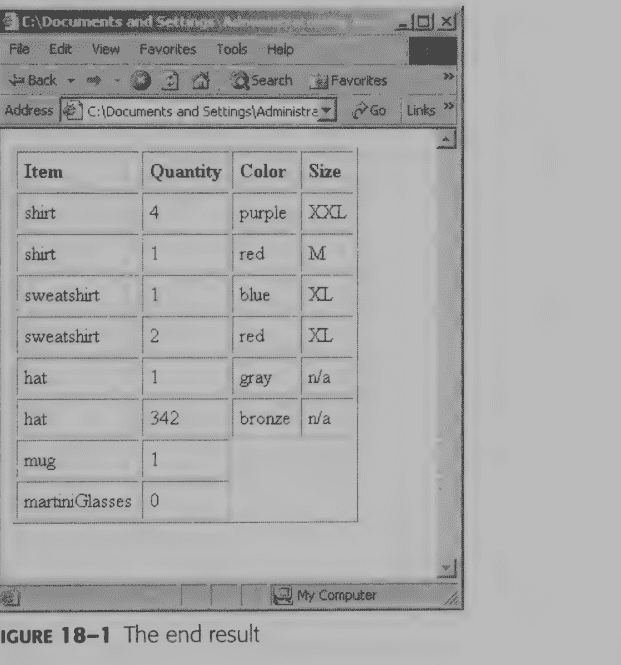 C:\Documents and Settings\
File Edit View Favorites Tools Help
Back Search Favorites »
Address C:\Documents and Settings\Administra Go Links »
Item Quantity Color Size
shirt 4 purple XXL
shirt 1 red M
sweatshirt 1 blue XL
sweatshirt 2 red XL
hat 1 gray n/a
hat 342 bronze n/a
mug 1
martiniGlasses 0
My Computer
IGURE 18–1 The end result